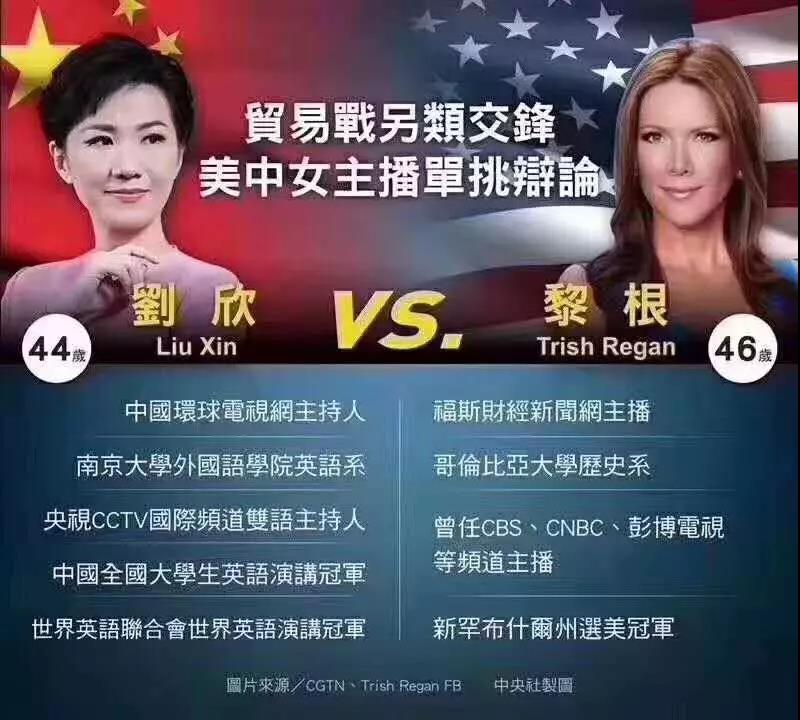 貿易戰另類交鋒
美中女主播單挑辯論
劉欣
VS.
黎根
44歲
Liu Xin
Trish Regan
46歲
中國環球電視網主持人
南京大學外國語學院英語系
央視CCTV國際頻道雙語主持人
中國全國大學生英語演講冠軍
世界英語聯合會世界英語演講冠軍
福斯財經新聞網主播
哥倫比亞大學歷史系
曾任CBS、CNBC、彭博電視
等頻道主播
新罕布什爾州選美冠軍
圖片來源／CGTN、Trish Regan FB 中央社製圖